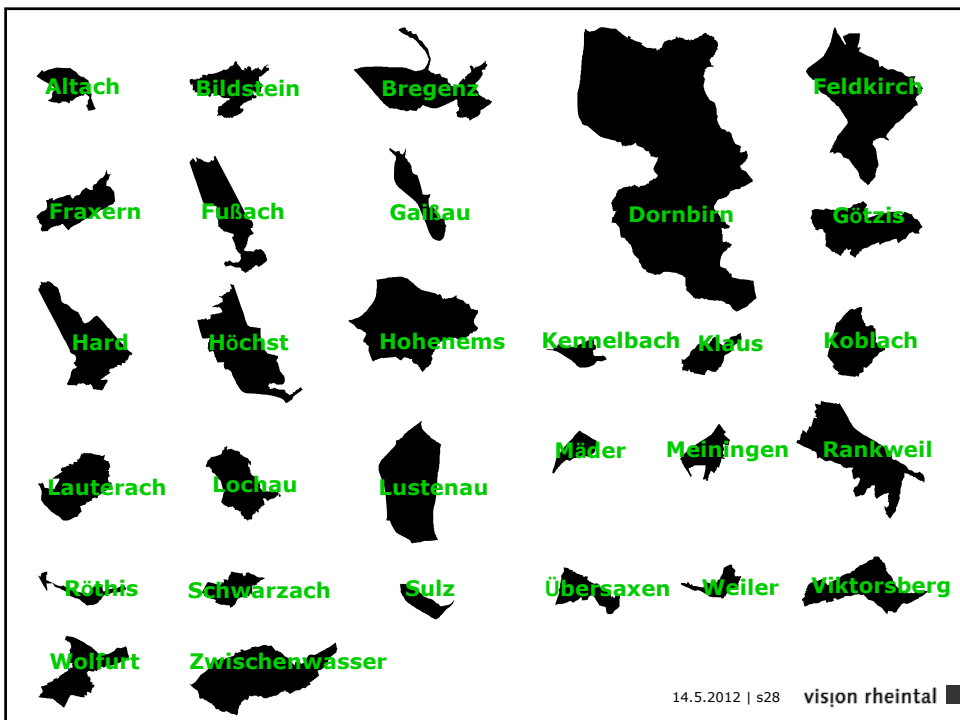 Altach Bildstein Bregenz Feldkirch
Fraxern Fußach Gaißau Dornbirn Götzis
Hard Höchst Hohenems Kennelbach Klaus Koblach
Lauterach Lochau Lustenau Mäder Meiningen Rankweil
Röthis Schwarzach Sulz Übersaxen Weiler Viktorsberg
Wolfurt Zwischenwasser
14.5.2012 | s28 vision rheintal